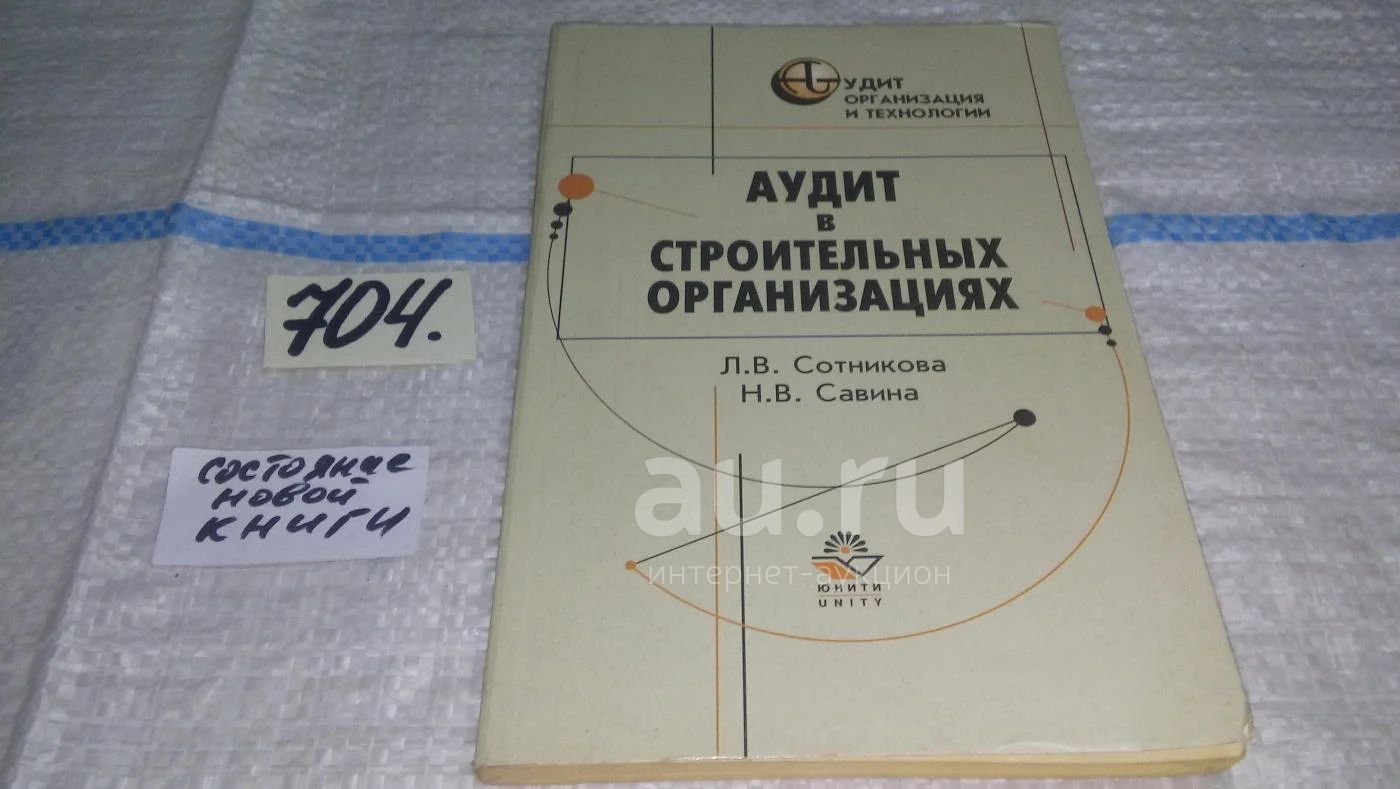 АУДИТ
ОРГАНИЗАЦИЯ
И ТЕХНОЛОГИИ
АУДИТ
В
СТРОИТЕЛЬНЫХ
ОРГАНИЗАЦИЯХ
Л.В. Сотникова
Н.В. Савина
704.
состояние
новой
книги
au.ru
интернет-аукцион
ЮНИТИ
UNITY